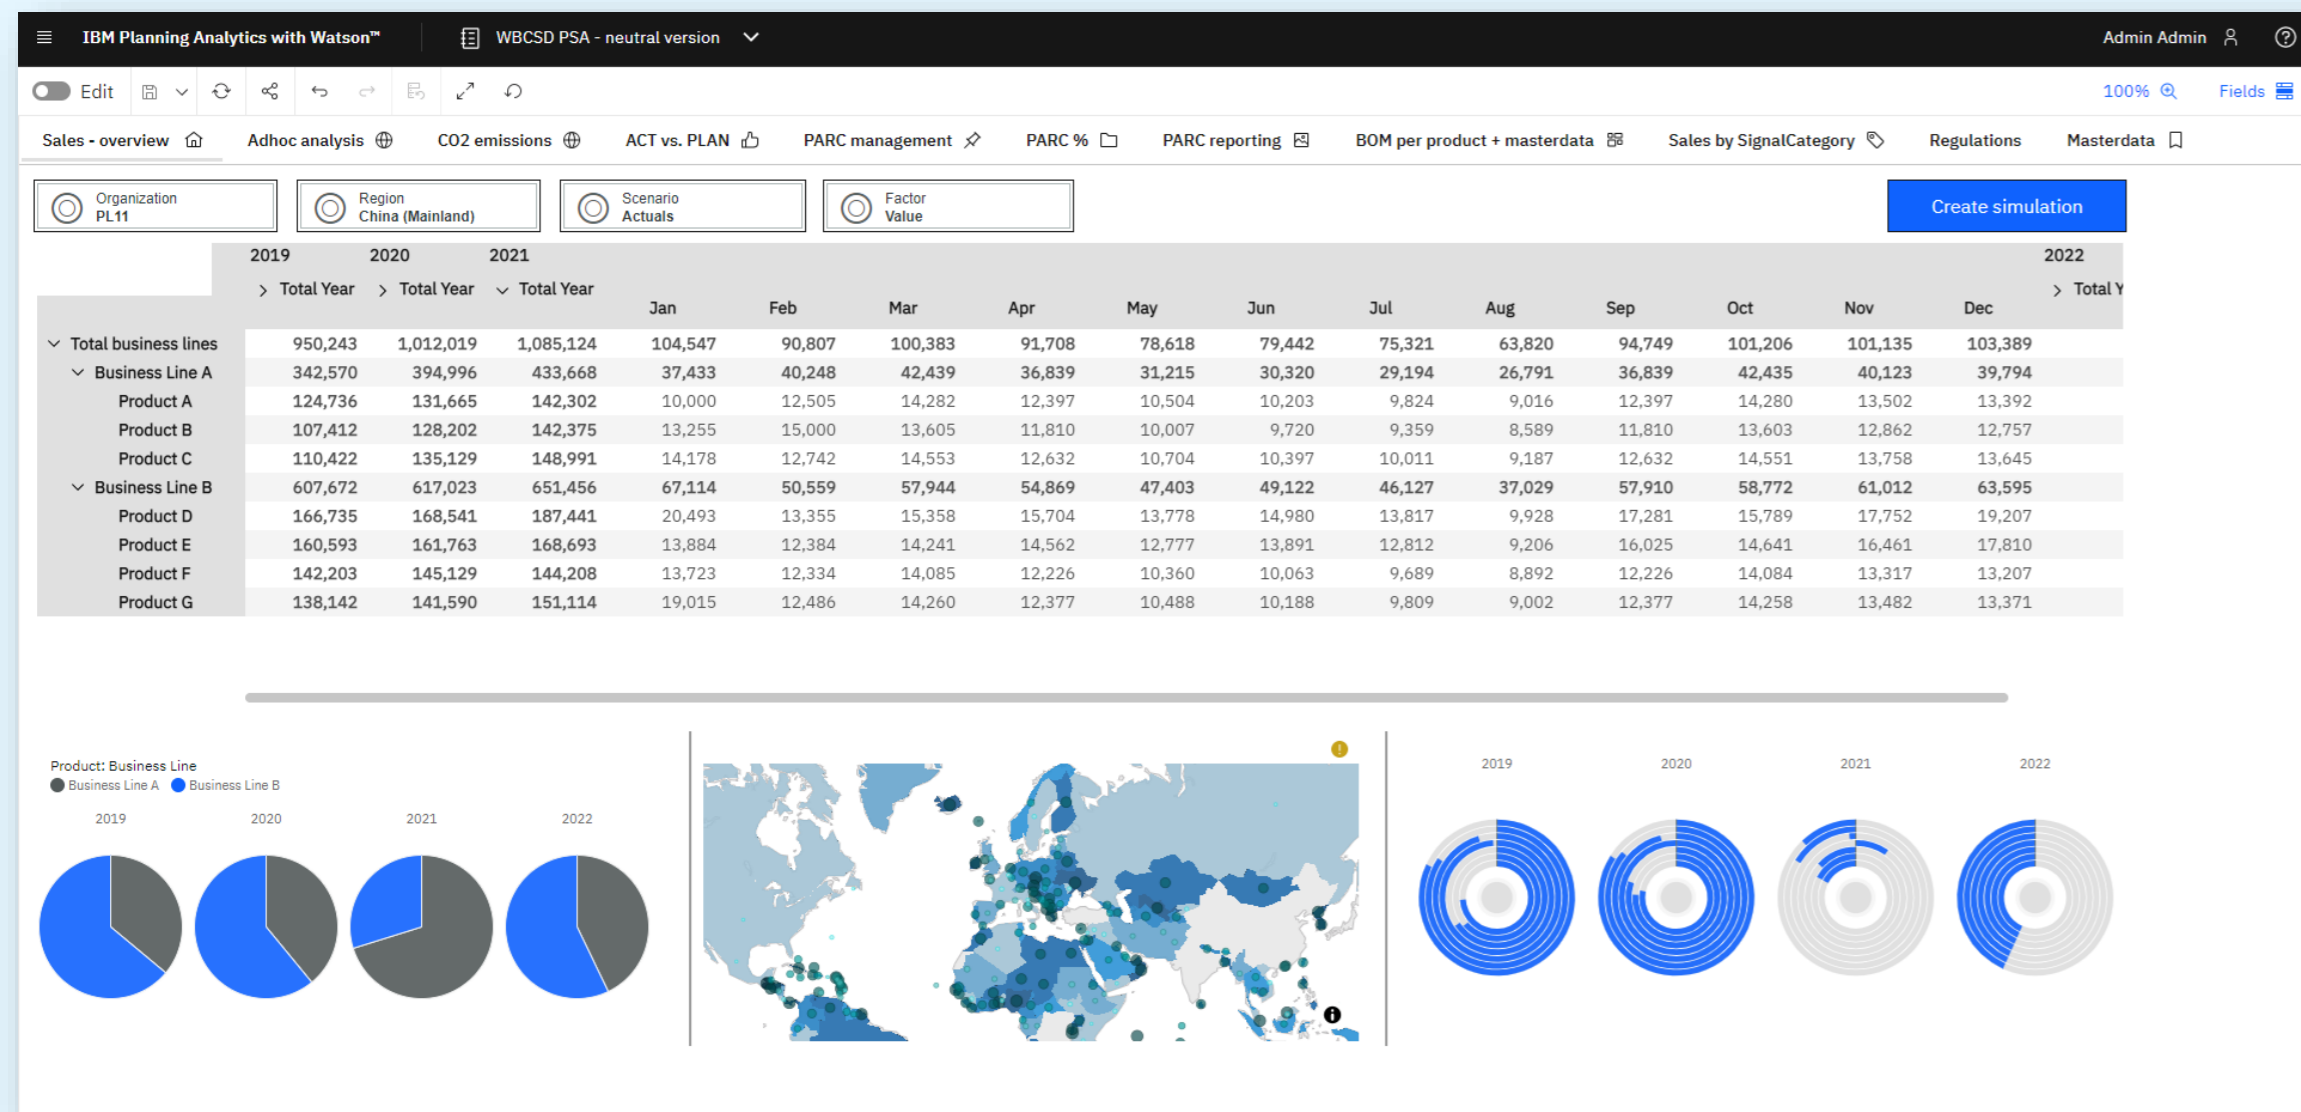 IBM Planning Analytics with Watson™ WBCSD PSA - neutral version Admin Admin
Edit 100% Fields
Sales - overview Adhoc analysis CO2 emissions ACT vs. PLAN PARC management PARC % PARC reporting BOM per product + masterdata Sales by SignalCategory Regulations Masterdata
Organization Region Scenario Factor
PL11 China (Mainland) Actuals Value
Create simulation
2019 2020 2021 2022
Total Year Total Year Total Year Total Y
Jan Feb Mar Apr May Jun Jul Aug Sep Oct Nov Dec
Total business lines 950,243 1,012,019 1,085,124 104,547 90,807 100,383 91,708 78,618 79,442 75,321 63,820 94,749 101,206 101,135 103,389
Business Line A 342,570 394,996 433,668 37,433 40,248 42,439 36,839 31,215 30,320 29,194 26,791 36,839 42,435 40,123 39,794
Product A 124,736 131,665 142,302 10,000 12,505 14,282 12,397 10,504 10,203 9,824 9,016 12,397 14,280 13,502 13,392
Product B 107,412 128,202 142,375 13,255 15,000 13,605 11,810 10,007 9,720 9,359 8,589 11,810 13,603 12,862 12,757
Product C 110,422 135,129 148,991 14,178 12,742 14,553 12,632 10,704 10,397 10,011 9,187 12,632 14,551 13,758 13,645
Business Line B 607,672 617,023 651,456 67,114 50,559 57,944 54,869 47,403 49,122 46,127 37,029 57,910 58,772 61,012 63,595
Product D 166,735 168,541 187,441 20,493 13,355 15,358 15,704 13,778 14,980 13,817 9,928 17,281 15,789 17,752 19,207
Product E 160,593 161,763 168,693 13,884 12,384 14,241 14,562 12,777 13,891 12,812 9,206 16,025 14,641 16,461 17,810
Product F 142,203 145,129 144,208 13,723 12,334 14,085 12,226 10,360 10,063 9,689 8,892 12,226 14,084 13,317 13,207
Product G 138,142 141,590 151,114 19,015 12,486 14,260 12,377 10,488 10,188 9,809 9,002 12,377 14,258 13,482 13,371
Product: Business Line
Business Line A Business Line B
2019 2020 2021 2022
2019 2020 2021 2022